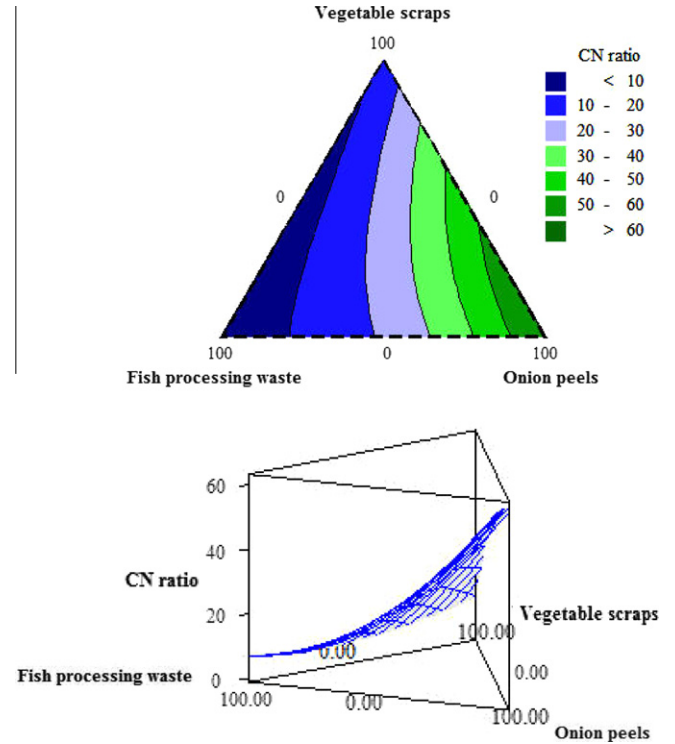 Vegetable scraps
100
CN ratio
< 10
10 - 20
20 - 30
30 - 40
40 - 50
50 - 60
> 60
0
0
100
0
100
Fish processing waste
Onion peels
60
40
CN ratio
20
Vegetable scraps
100.00
0.00
Fish processing waste
0
0.00
100.00
0.00
100.00
Onion peels